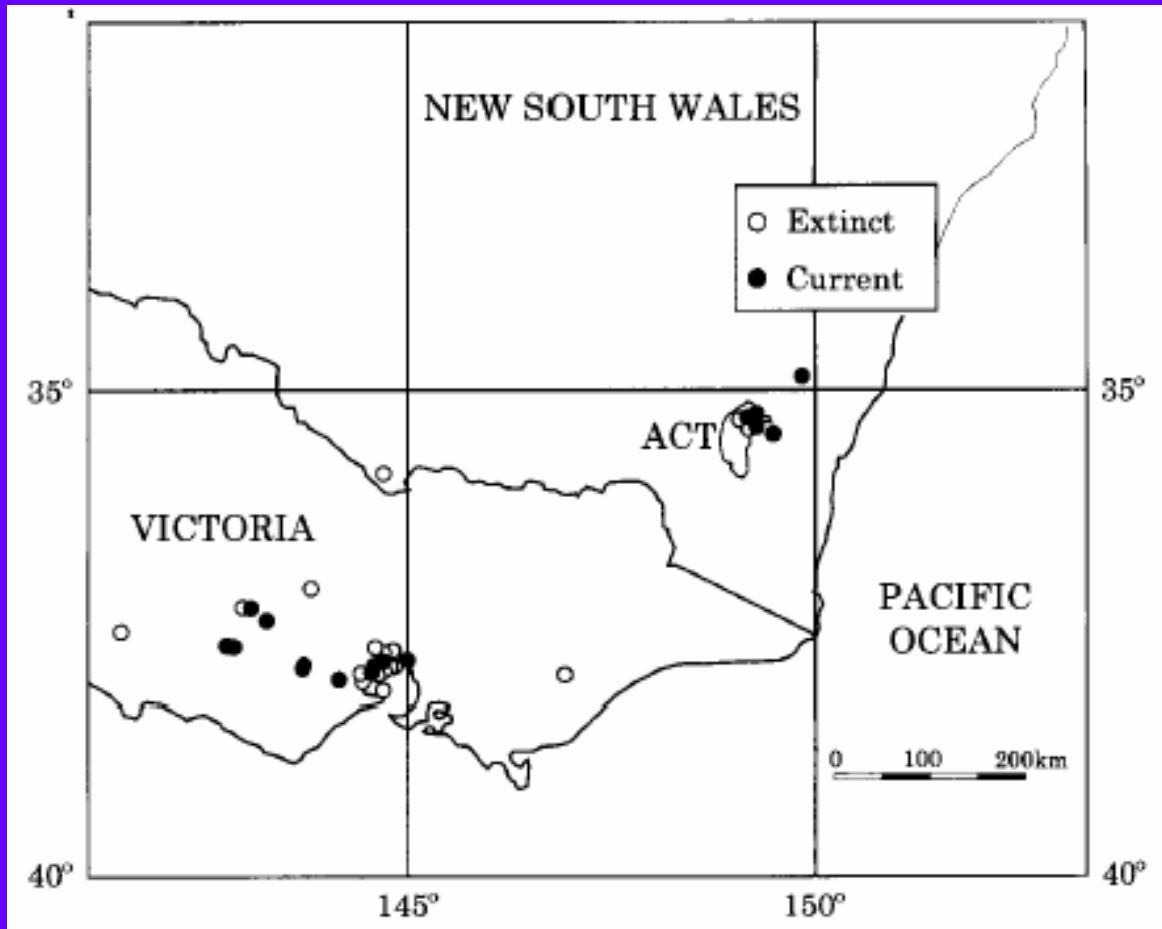 NEW SOUTH WALES
Extinct
Current
35°
35°
ACT
VICTORIA
PACIFIC
OCEAN
0 100 200km
40°
40°
145°
150°